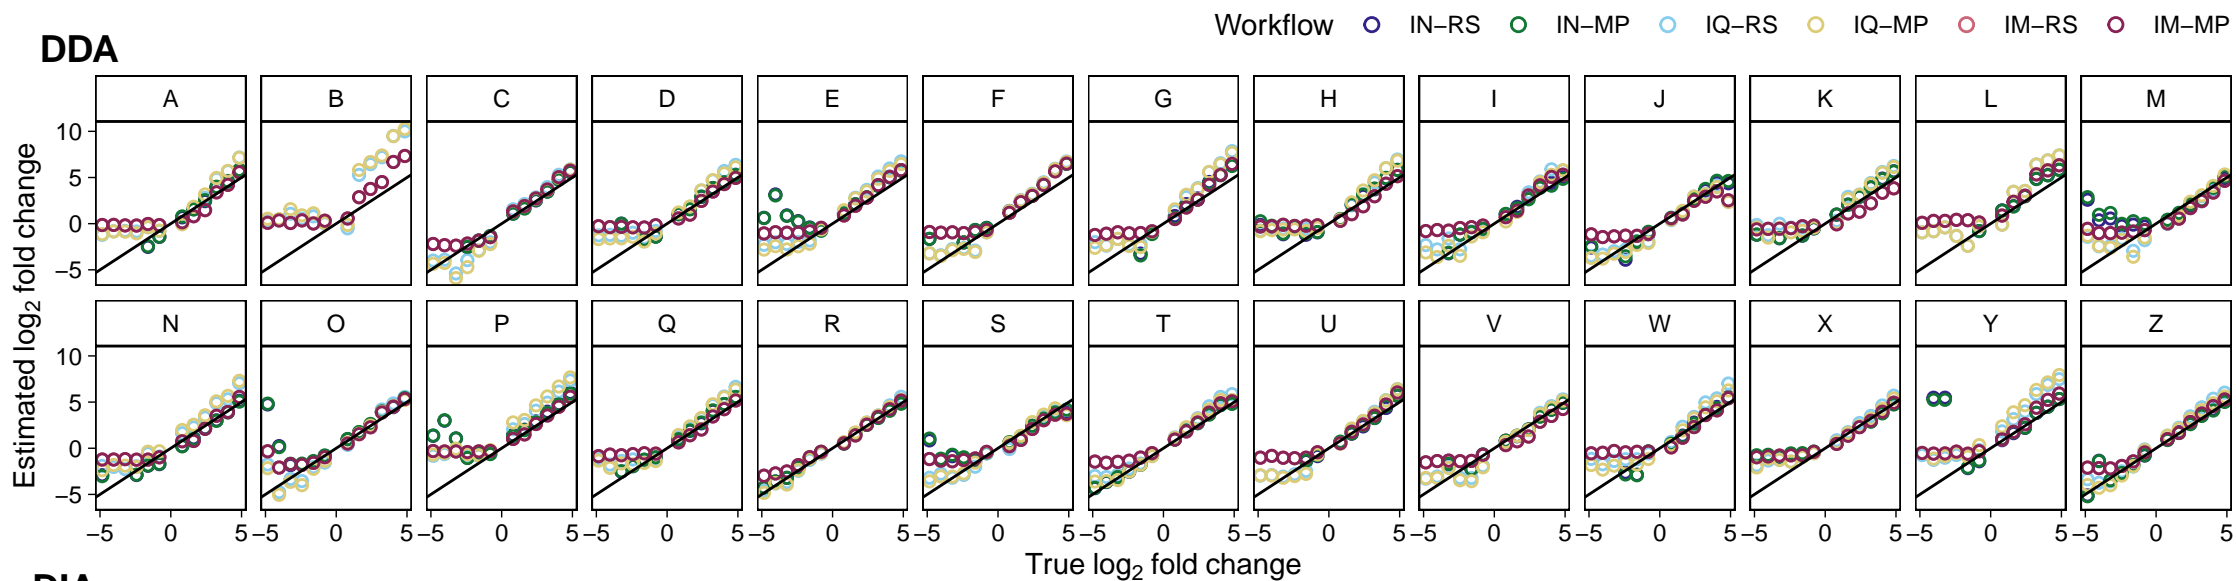 Workflow IN−RS IN−MP IQ−RS IQ−MP IM−RS IM−MP
DDA
A B C D E F G H I J K L M
10
5
0
−5
N O P Q R S T U V W X Y Z
10
5
0
−5
−5 0 5 −5 0 5 −5 0 5 −5 0 5 −5 0 5 −5 0 5 −5 0 5 −5 0 5 −5 0 5 −5 0 5 −5 0 5 −5 0 5 −5 0 5
Estimated log2 fold change
True log2 fold change
DIA